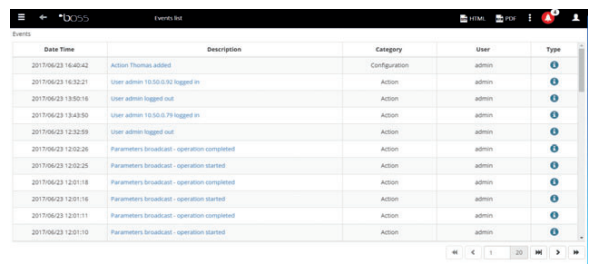 boss Events list HTML PDF
Events
Date Time Description Category User Type
2017/06/23 16:40:42 Action Thomas added Configuration admin
2017/06/23 16:32:21 User admin 10.50.0.92 logged in Action admin
2017/06/23 13:50:16 User admin logged out Action admin
2017/06/23 13:43:50 User admin 10.50.0.79 logged in Action admin
2017/06/23 12:32:59 User admin logged out Action admin
2017/06/23 12:02:26 Parameters broadcast - operation completed Action admin
2017/06/23 12:02:25 Parameters broadcast - operation started Action admin
2017/06/23 12:01:18 Parameters broadcast - operation completed Action admin
2017/06/23 12:01:16 Parameters broadcast - operation started Action admin
2017/06/23 12:01:11 Parameters broadcast - operation completed Action admin
2017/06/23 12:01:10 Parameters broadcast - operation started Action admin
1 20